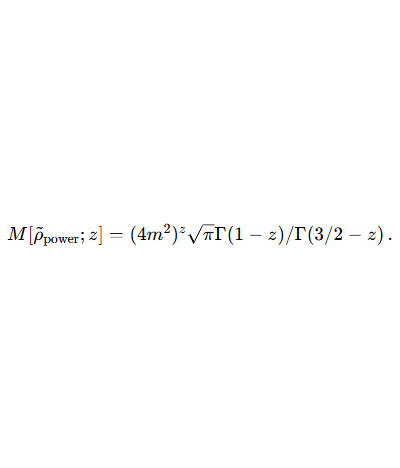 M[ρ̃_power; z] = (4m²)^z √π Γ(1 − z)/Γ(3/2 − z) .